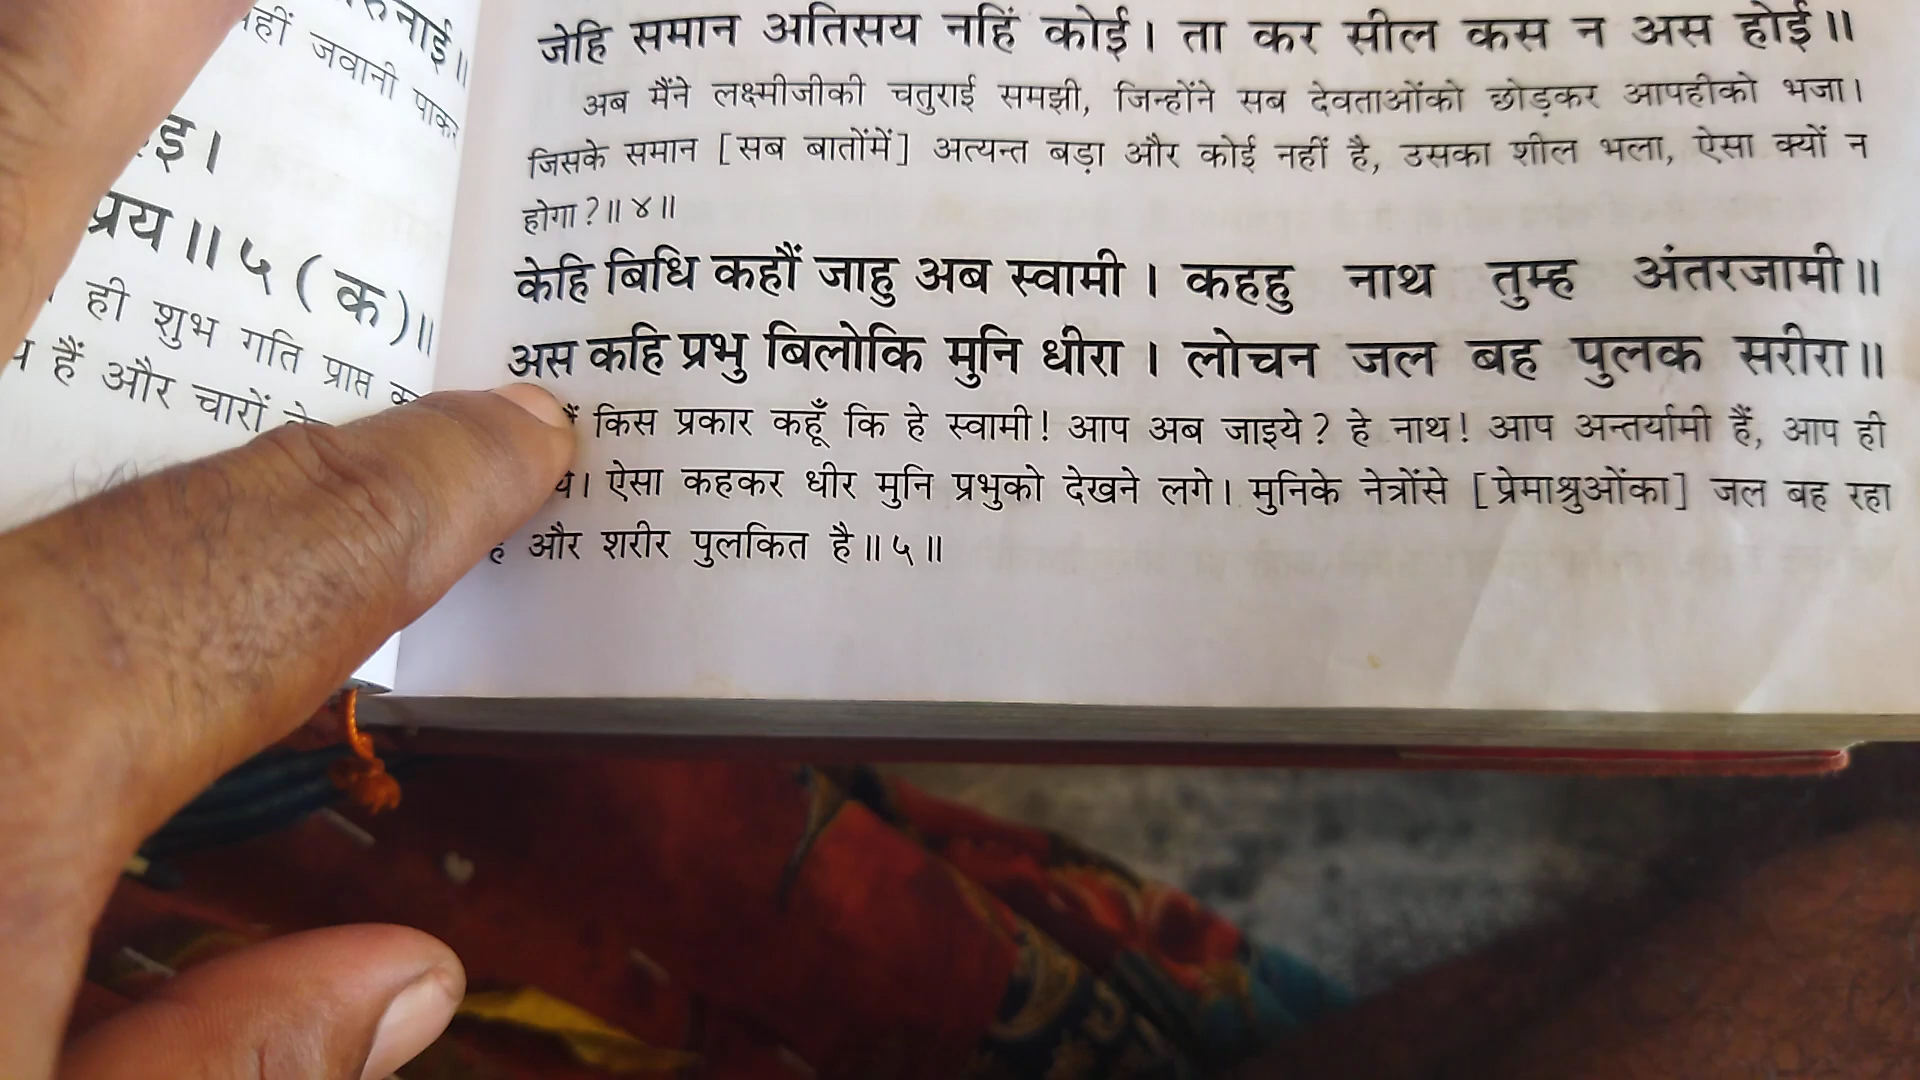 रुनाई॥
नहीं जवानी पाकर
इ।
प्रिय॥ ५ (क)॥
ही शुभ गति प्राप्त
हैं और चारों
जेहि समान अतिसय नहिं कोई। ता कर सील कस न अस होई॥
अब मैंने लक्ष्मीजीकी चतुराई समझी, जिन्होंने सब देवताओंको छोड़कर आपहीको भजा।
जिसके समान [सब बातोंमें] अत्यन्त बड़ा और कोई नहीं है, उसका शील भला, ऐसा क्यों न
होगा?॥ ४॥
केहि बिधि कहौं जाहु अब स्वामी। कहहु नाथ तुम्ह अंतरजामी॥
अस कहि प्रभु बिलोकि मुनि धीरा। लोचन जल बह पुलक सरीरा॥
किस प्रकार कहूँ कि हे स्वामी! आप अब जाइये? हे नाथ! आप अन्तर्यामी हैं, आप ही
ऐसा कहकर धीर मुनि प्रभुको देखने लगे। मुनिके नेत्रोंसे [प्रेमाश्रुओंका] जल बह रहा
है और शरीर पुलकित है॥ ५॥